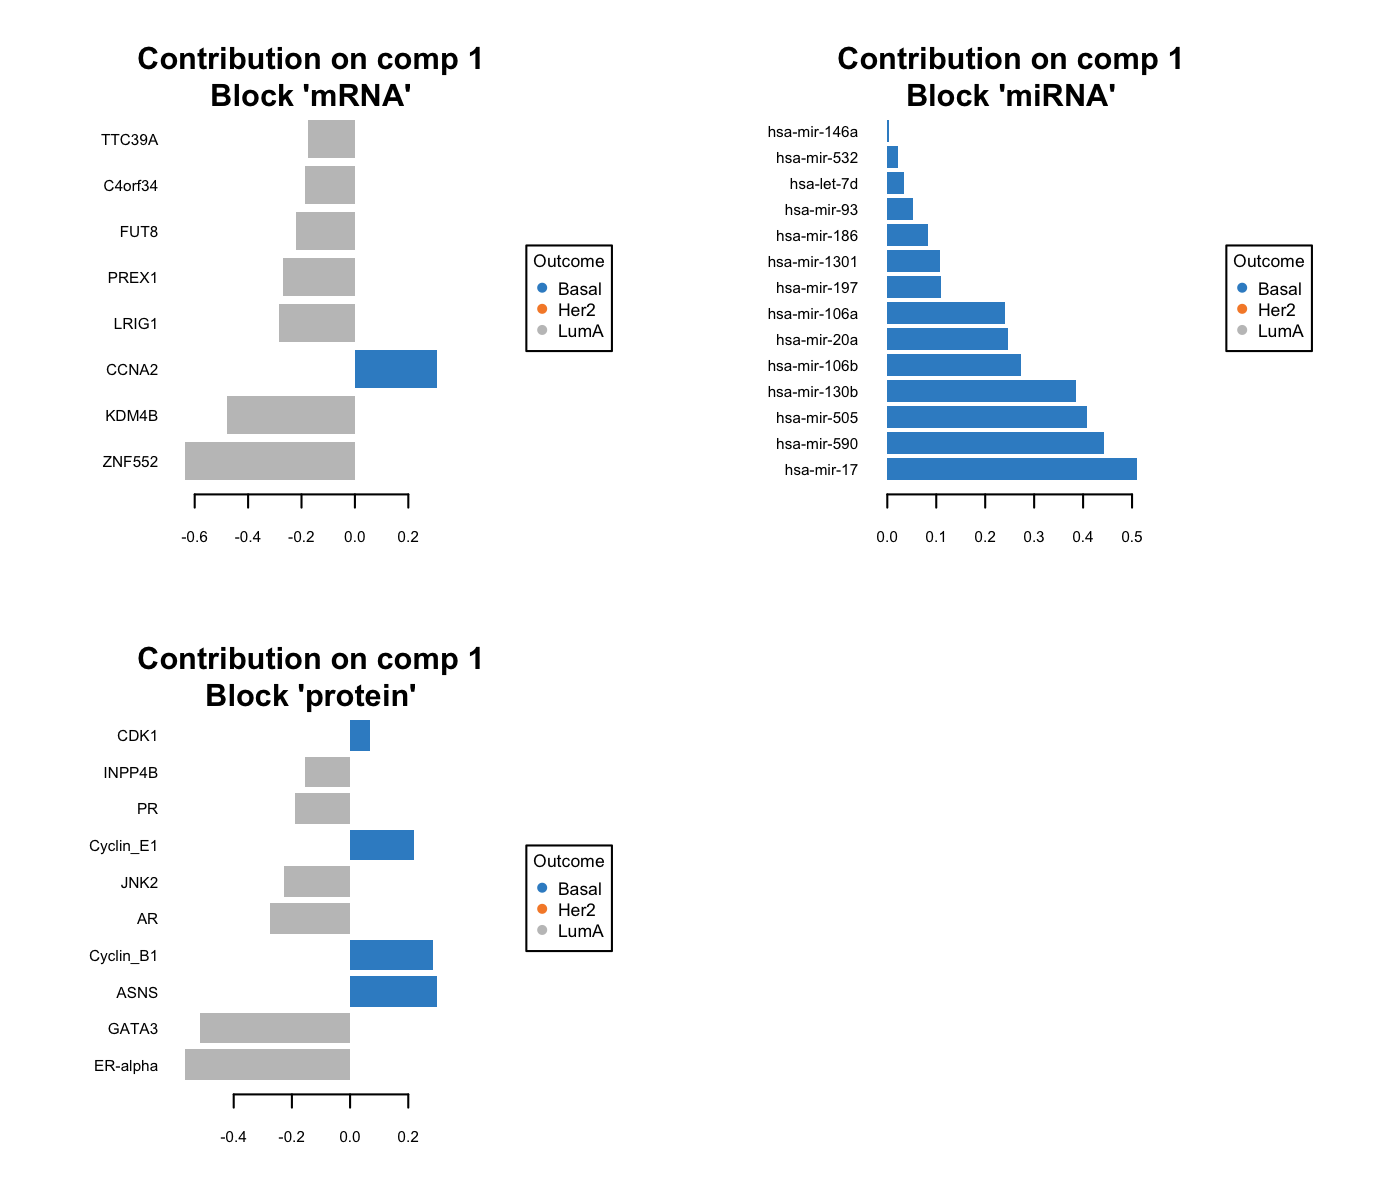 Contribution on comp 1
Block 'mRNA'
TTC39A
C4orf34
FUT8
PREX1
LRIG1
CCNA2
KDM4B
ZNF552
-0.6 -0.4 -0.2 0.0 0.2
Outcome
Basal
Her2
LumA
Contribution on comp 1
Block 'miRNA'
hsa-mir-146a
hsa-mir-532
hsa-let-7d
hsa-mir-93
hsa-mir-186
hsa-mir-1301
hsa-mir-197
hsa-mir-106a
hsa-mir-20a
hsa-mir-106b
hsa-mir-130b
hsa-mir-505
hsa-mir-590
hsa-mir-17
0.0 0.1 0.2 0.3 0.4 0.5
Outcome
Basal
Her2
LumA
Contribution on comp 1
Block 'protein'
CDK1
INPP4B
PR
Cyclin_E1
JNK2
AR
Cyclin_B1
ASNS
GATA3
ER-alpha
-0.4 -0.2 0.0 0.2
Outcome
Basal
Her2
LumA